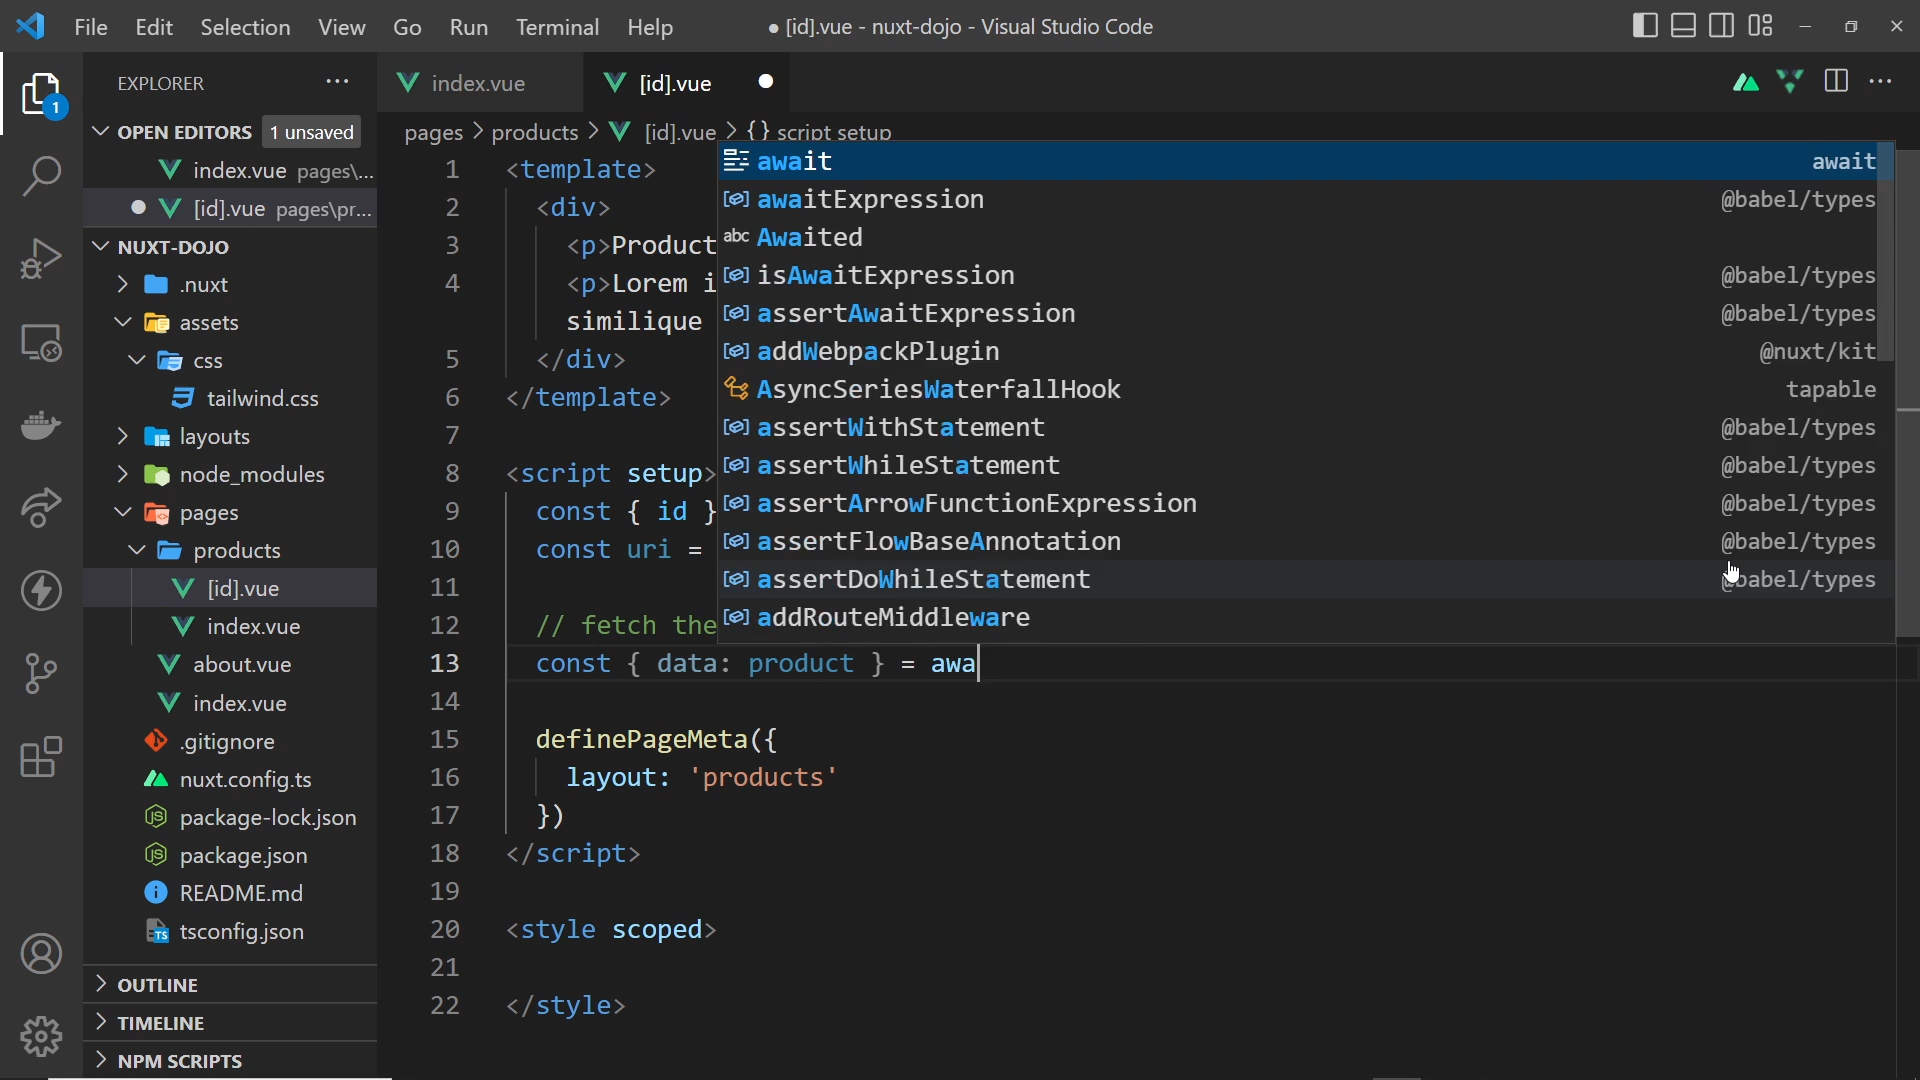 File Edit Selection View Go Run Terminal Help
● [id].vue - nuxt-dojo - Visual Studio Code
EXPLORER
1
OPEN EDITORS 1 unsaved
index.vue pages\...
[id].vue pages\pr...
NUXT-DOJO
.nuxt
assets
css
tailwind.css
layouts
node_modules
pages
products
[id].vue
index.vue
about.vue
index.vue
.gitignore
nuxt.config.ts
package-lock.json
package.json
README.md
tsconfig.json
OUTLINE
TIMELINE
NPM SCRIPTS
index.vue
[id].vue
pages > products > [id].vue > {} script setup
1 <template>
2 <div>
3 <p>Product
4 <p>Lorem i
similique
5 </div>
6 </template>
7
8 <script setup>
9 const { id }
10 const uri =
11
12 // fetch the
13 const { data: product } = awa
14
15 definePageMeta({
16 layout: 'products'
17 })
18 </script>
19
20 <style scoped>
21
22 </style>
await await
awaitExpression @babel/types
abc Awaited
isAwaitExpression @babel/types
assertAwaitExpression @babel/types
addWebpackPlugin @nuxt/kit
AsyncSeriesWaterfallHook tapable
assertWithStatement @babel/types
assertWhileStatement @babel/types
assertArrowFunctionExpression @babel/types
assertFlowBaseAnnotation @babel/types
assertDoWhileStatement @babel/types
addRouteMiddleware